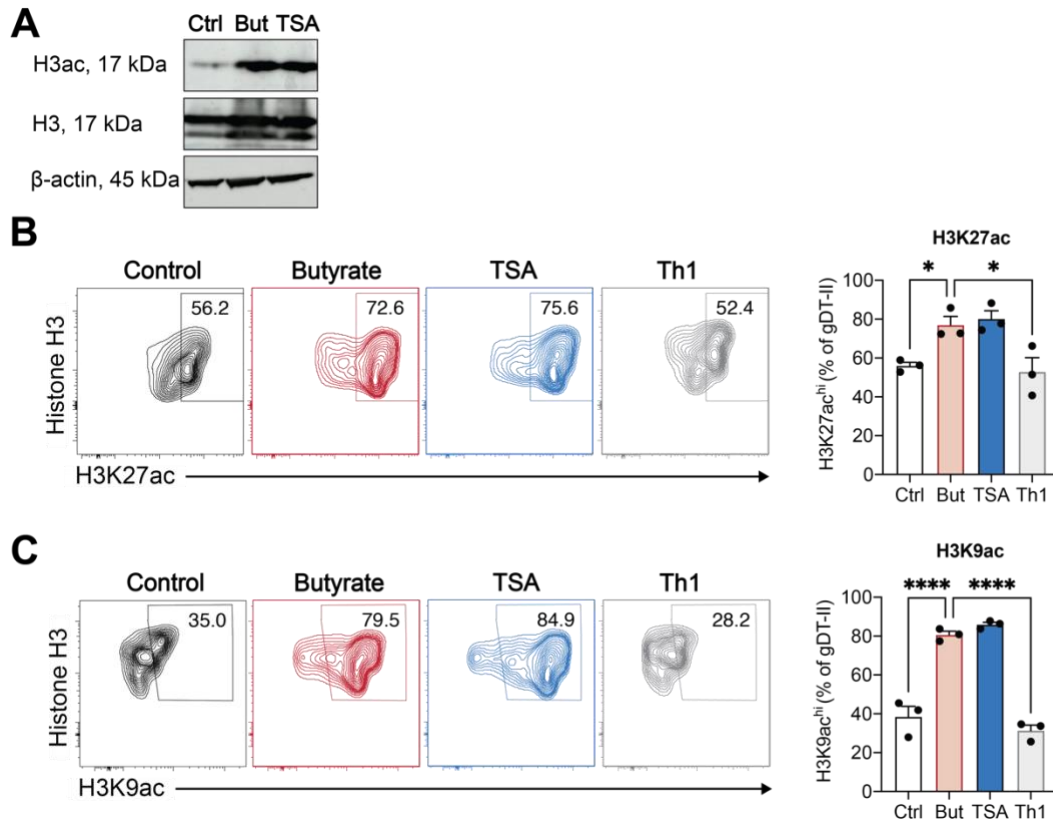 A
Ctrl But TSA
H3ac, 17 kDa
H3, 17 kDa
β-actin, 45 kDa
B
Control Butyrate TSA Th1
56.2 72.6 75.6 52.4
Histone H3
H3K27ac
H3K27ac
* *
H3K27ac^hi (% of gDT-II)
100
80
60
40
20
0
Ctrl But TSA Th1
C
Control Butyrate TSA Th1
35.0 79.5 84.9 28.2
Histone H3
H3K9ac
H3K9ac
**** ****
H3K9ac^hi (% of gDT-II)
100
80
60
40
20
0
Ctrl But TSA Th1